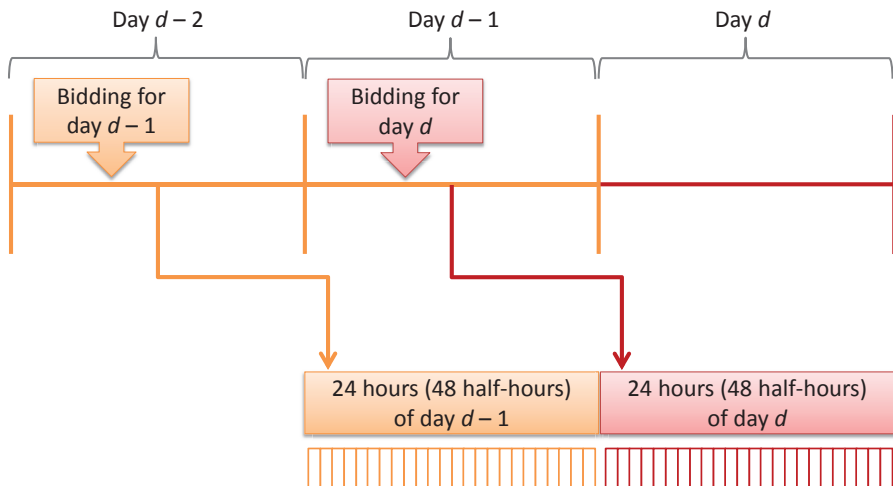 Day d – 2
Day d – 1
Day d
Bidding for
day d – 1
Bidding for
day d
24 hours (48 half-hours)
of day d – 1
24 hours (48 half-hours)
of day d